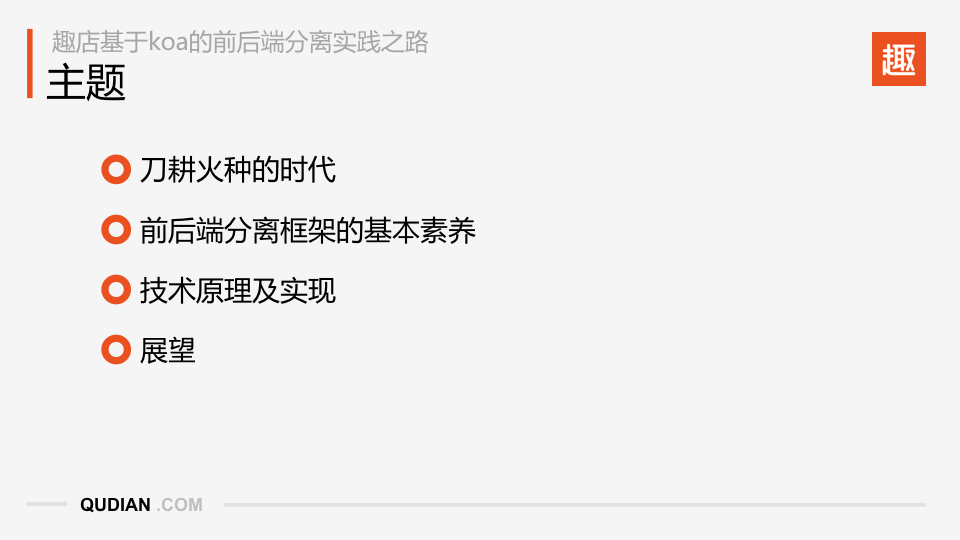 趣店基于koa的前后端分离实践之路
主题
趣
刀耕火种的时代
前后端分离框架的基本素养
技术原理及实现
展望
QUDIAN .COM